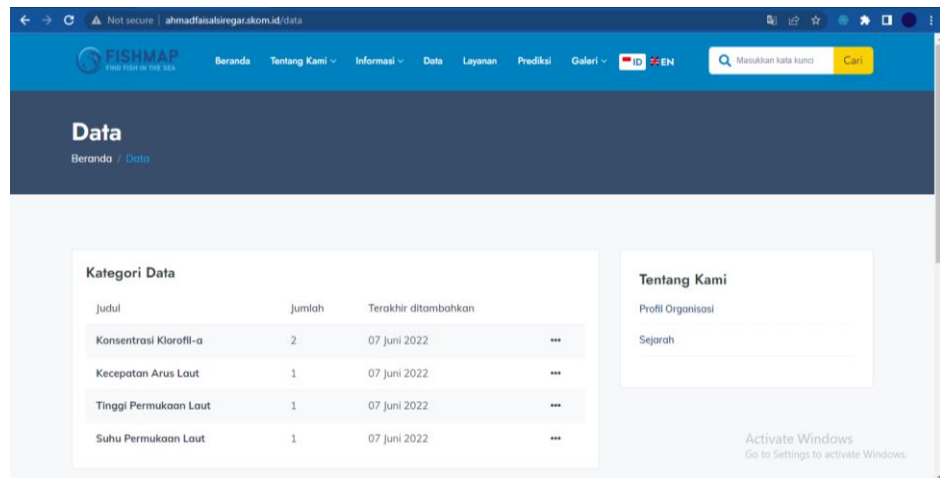 Not secure | ahmadfaisalsiregar.skom.id/data
FISHMAP
FIND FISH IN THE SEA
Beranda Tentang Kami Informasi Data Layanan Prediksi Galeri ID EN Masukkan kata kunci Cari
Data
Beranda / Data
Kategori Data
Judul Jumlah Terakhir ditambahkan
Konsentrasi Klorofil-a 2 07 Juni 2022 •••
Kecepatan Arus Laut 1 07 Juni 2022 •••
Tinggi Permukaan Laut 1 07 Juni 2022 •••
Suhu Permukaan Laut 1 07 Juni 2022 •••
Tentang Kami
Profil Organisasi
Sejarah
Activate Windows
Go to Settings to activate Windows.